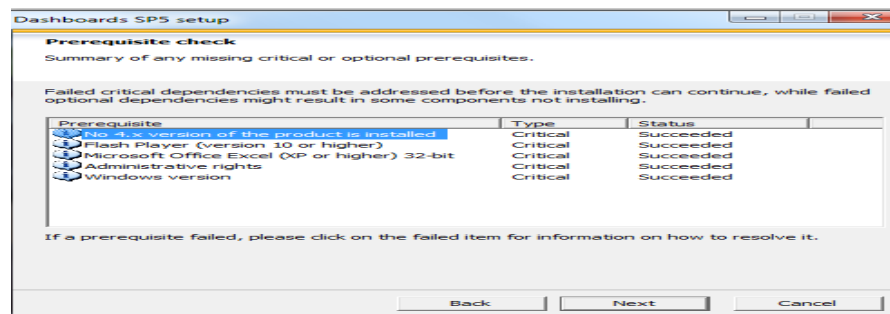 Dashboards SP5 setup
Prerequisite check
Summary of any missing critical or optional prerequisites.
Failed critical dependencies must be addressed before the installation can continue, while failed
optional dependencies might result in some components not installing.
Prerequisite Type Status
No 4.x version of the product is installed Critical Succeeded
Flash Player (version 10 or higher) Critical Succeeded
Microsoft Office Excel (XP or higher) 32-bit Critical Succeeded
Administrative rights Critical Succeeded
Windows version Critical Succeeded
If a prerequisite failed, please click on the failed item for information on how to resolve it.
Back Next Cancel